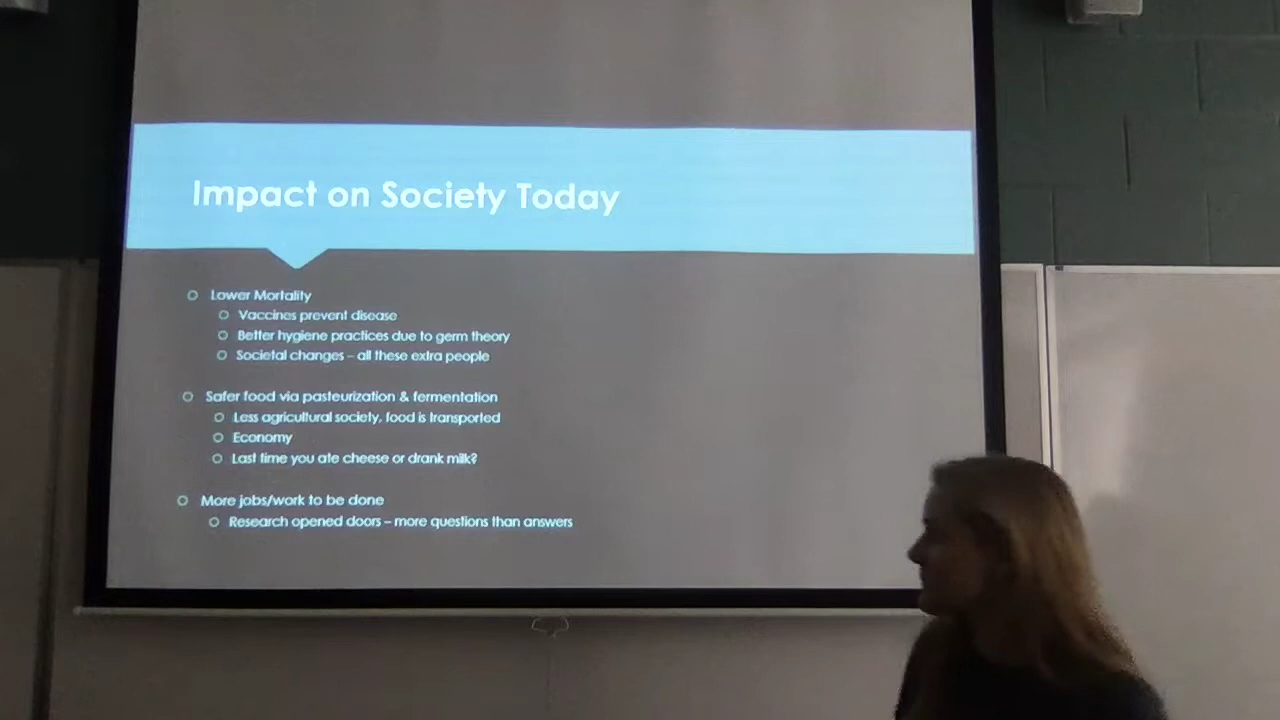 Impact on Society Today
Lower Mortality
Vaccines prevent disease
Better hygiene practices due to germ theory
Societal changes – all these extra people
Safer food via pasteurization & fermentation
Less agricultural society, food is transported
Economy
Last time you ate cheese or drank milk?
More jobs/work to be done
Research opened doors – more questions than answers